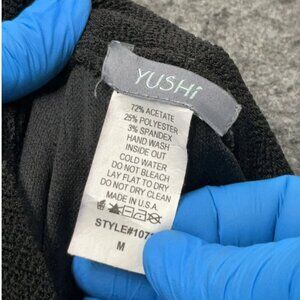 YUSHi
72% ACETATE
25% POLYESTER
3% SPANDEX
HAND WASH
INSIDE OUT
COLD WATER
DO NOT BLEACH
LAY FLAT TO DRY
DO NOT DRY CLEAN
MADE IN U.S.A.
M